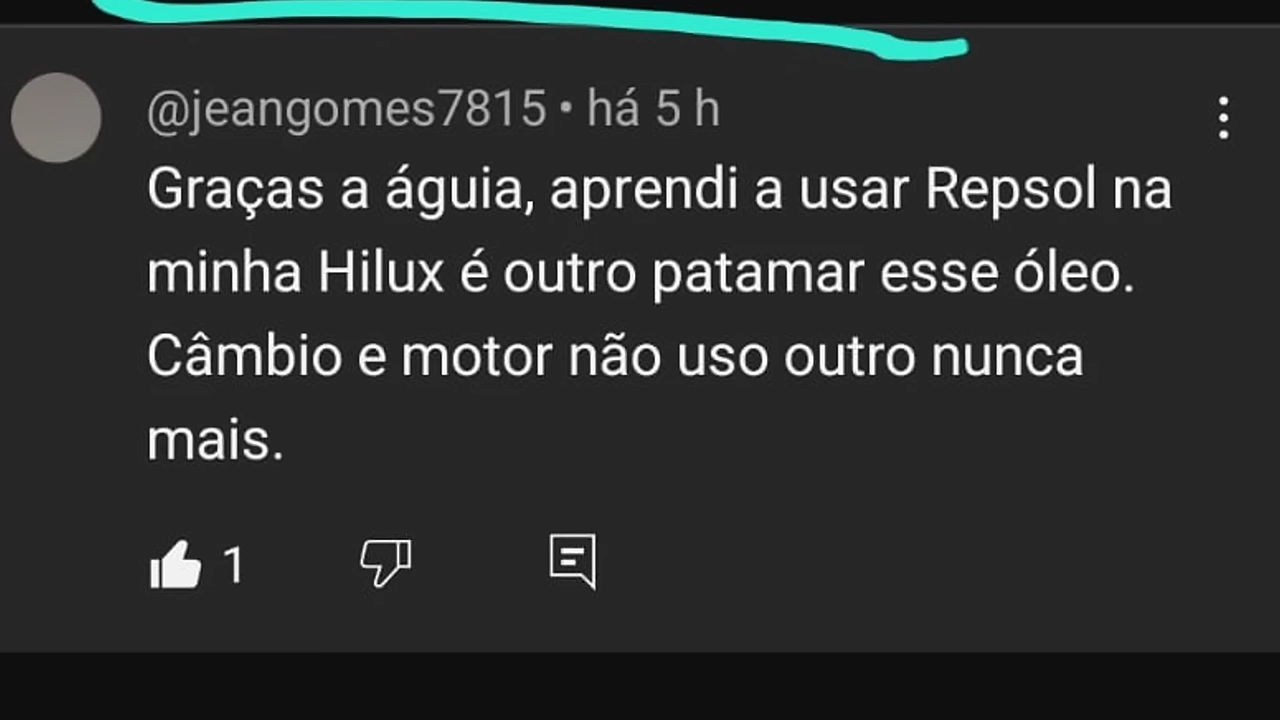 @jeangomes7815 • há 5 h
Graças a águia, aprendi a usar Repsol na
minha Hilux é outro patamar esse óleo.
Câmbio e motor não uso outro nunca
mais.
1